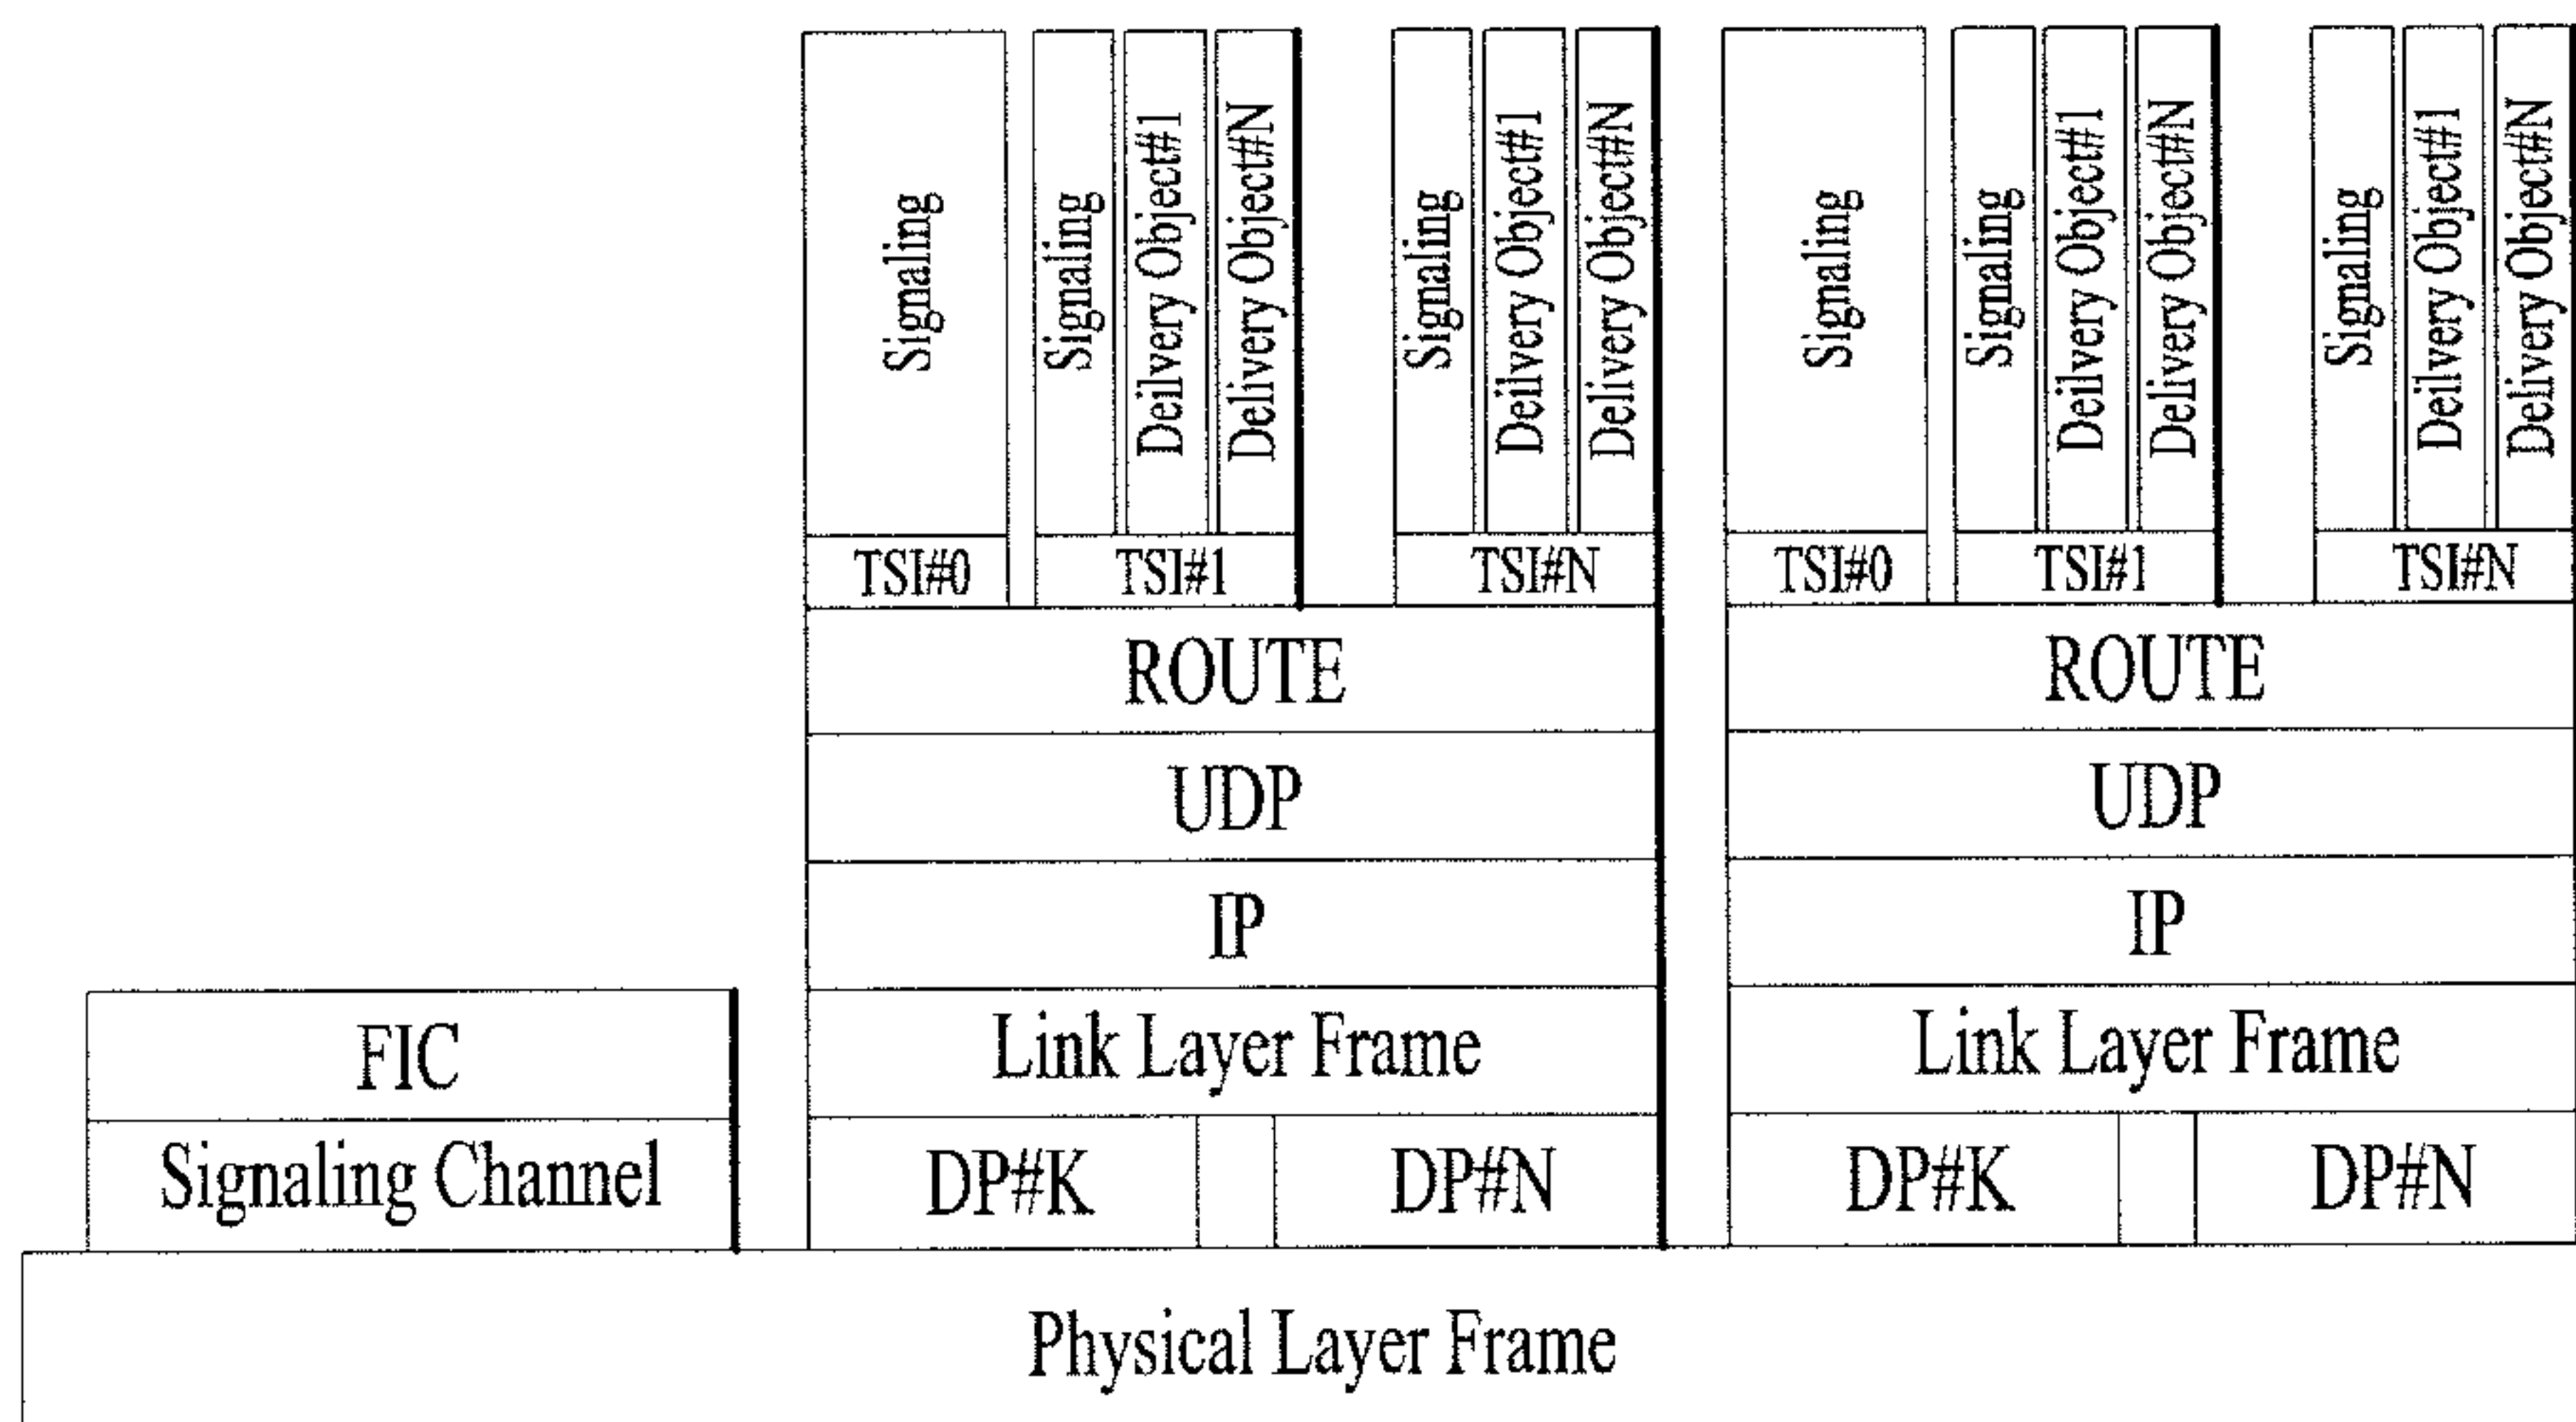 Signaling
Signaling
Deilvery Object#1
Delivery Object#N
Signaling
Deilvery Object#1
Delivery Object#N
Signaling
Signaling
Deilvery Object#1
Delivery Object#N
Signaling
Deilvery Object#1
Delivery Object#N
TSI#0
TSI#1
TSI#N
TSI#0
TSI#1
TSI#N
ROUTE
ROUTE
UDP
UDP
IP
IP
FIC
Link Layer Frame
Link Layer Frame
Signaling Channel
DP#K
DP#N
DP#K
DP#N
Physical Layer Frame